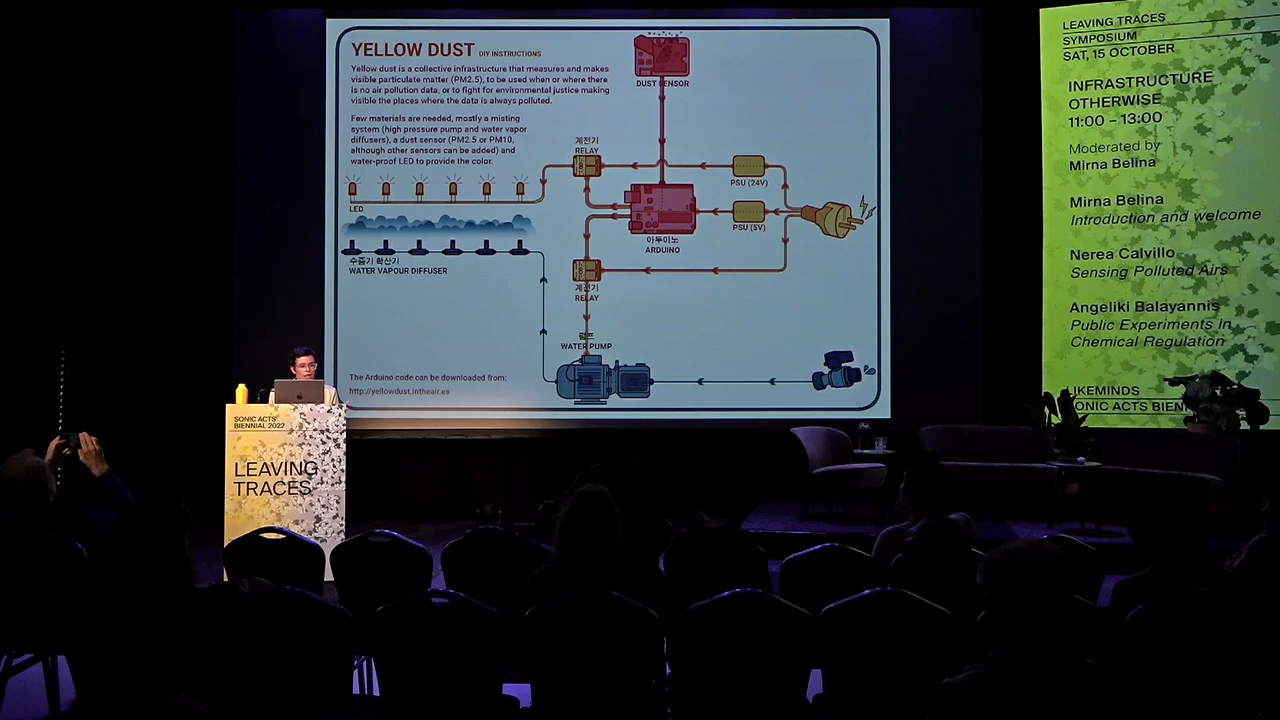 YELLOW DUST DIY INSTRUCTIONS
Yellow dust is a collective infrastructure that measures and makes
visible particulate matter (PM2.5), to be used when or where there
is no air pollution data, or to fight for environmental justice making
visible the places where the data is always polluted.
Few materials are needed, mostly a misting
system (high pressure pump and water vapor
diffusers), a dust sensor (PM2.5 or PM10,
although other sensors can be added) and
water-proof LED to provide the color.
DUST SENSOR
계전기
RELAY
PSU (24V)
LED
PSU (5V)
아두이노
ARDUINO
수증기 확산기
WATER VAPOUR DIFFUSER
계전기
RELAY
펌프
WATER PUMP
The Arduino code can be downloaded from:
http://yellowdust.intheair.es
SONIC ACTS
BIENNIAL 2022
LEAVING
TRACES
LEAVING TRACES
SYMPOSIUM
SAT, 15 OCTOBER
INFRASTRUCTURE
OTHERWISE
11:00 – 13:00
Moderated by
Mirna Belina
Mirna Belina
Introduction and welcome
Nerea Calvillo
Sensing Polluted Airs
Angeliki Balayannis
Public Experiments in
Chemical Regulation
LIKEMINDS
SONIC ACTS BIENN